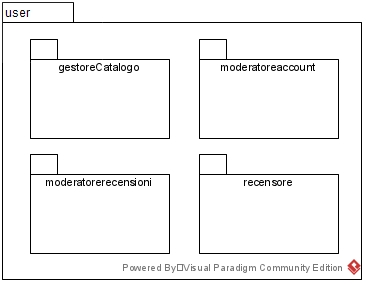 user
gestoreCatalogo
moderatoreaccount
moderatorerecensioni
recensore
Powered By□Visual Paradigm Community Edition